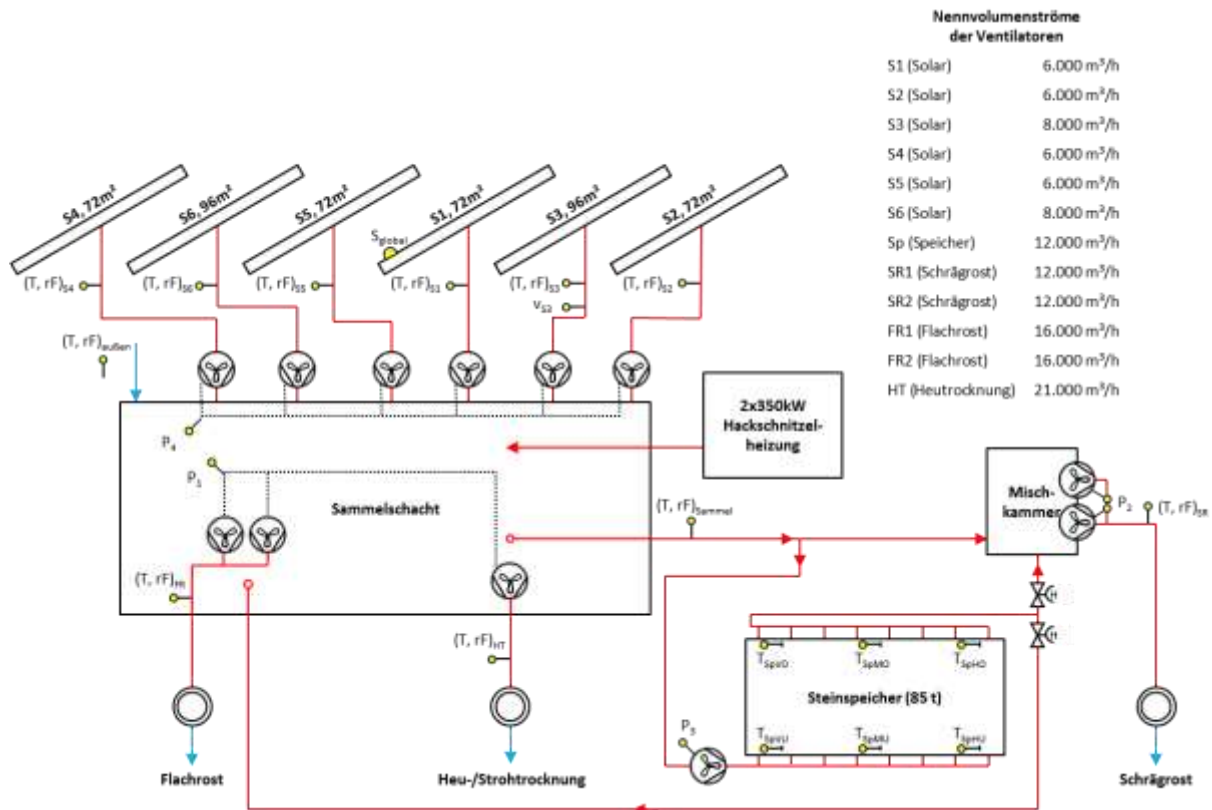 Nennvolumenströme
der Ventilatoren
S1 (Solar) 6.000 m³/h
S2 (Solar) 6.000 m³/h
S3 (Solar) 8.000 m³/h
S4 (Solar) 6.000 m³/h
S5 (Solar) 6.000 m³/h
S6 (Solar) 8.000 m³/h
Sp (Speicher) 12.000 m³/h
SR1 (Schrägrost) 12.000 m³/h
SR2 (Schrägrost) 12.000 m³/h
FR1 (Flachrost) 16.000 m³/h
FR2 (Flachrost) 16.000 m³/h
HT (Heutrocknung) 21.000 m³/h
S4, 72m²
S6, 96m²
S5, 72m²
S1, 72m²
S3, 96m²
S2, 72m²
Sglobal
(T, rF)S4
(T, rF)S6
(T, rF)S5
(T, rF)S1
(T, rF)S3
(T, rF)S2
vS3
(T, rF)außen
P4
2x350kW
Hackschnitzel-
heizung
Sammelschacht
(T, rF)Sammel
Misch-
kammer
P2
(T, rF)SR
(T, rF)FR
(T, rF)HT
TSpVO
TSpMO
TSpHO
Steinspeicher (85 t)
TSpVU
TSpMU
TSpHU
P3
Flachrost
Heu-/Strohtrocknung
Schrägrost